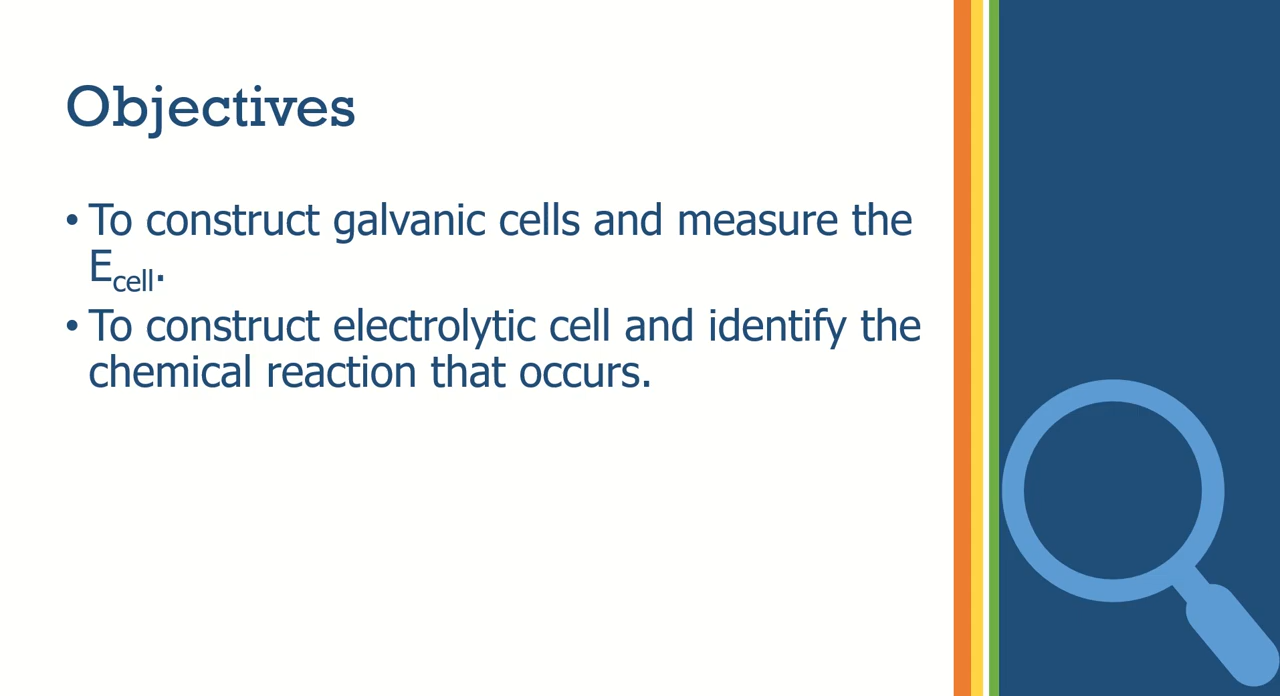 Objectives
• To construct galvanic cells and measure the
Ecell.
• To construct electrolytic cell and identify the
chemical reaction that occurs.